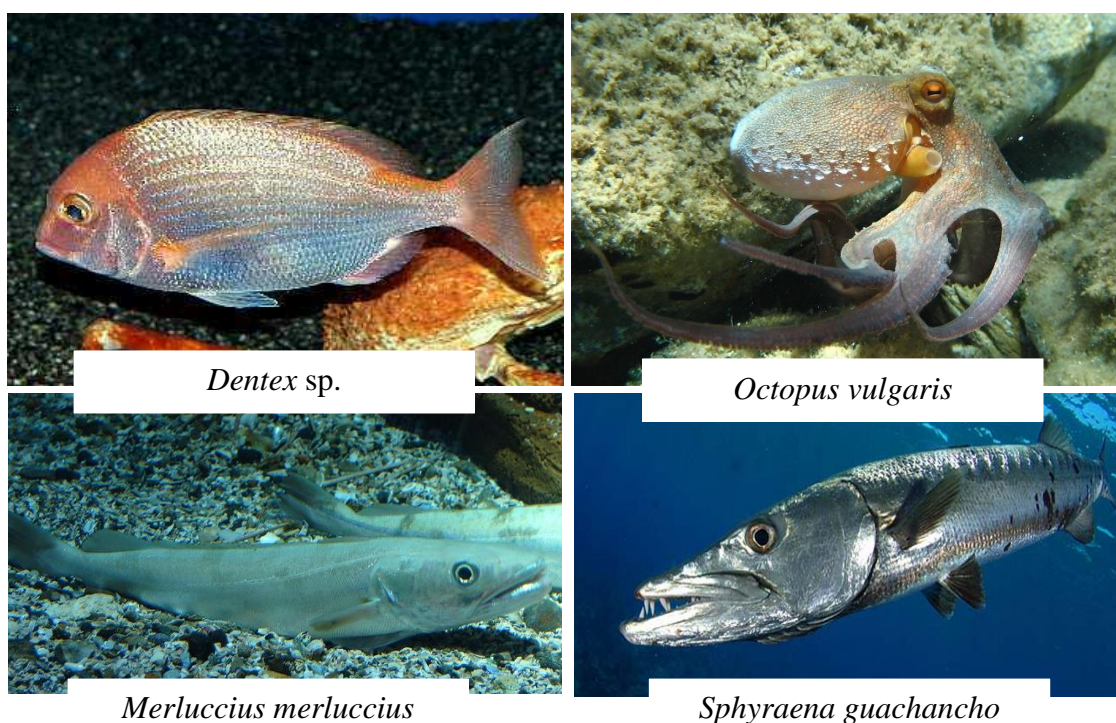 Dentex sp.
Octopus vulgaris
Merluccius merluccius
Sphyraena guachancho